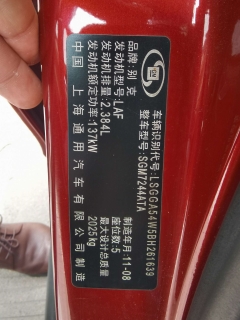 品牌：别克
发动机型号：LAF
发动机排量：2.384L
发动机额定功率：137kW
中国 上海通用汽车有限公司制造
车辆识别代号：LSGGA54W5BH261639
整车型号：SGM7244ATA
制造年月：11-08
座位数：5
最大设计总质量：2025kg